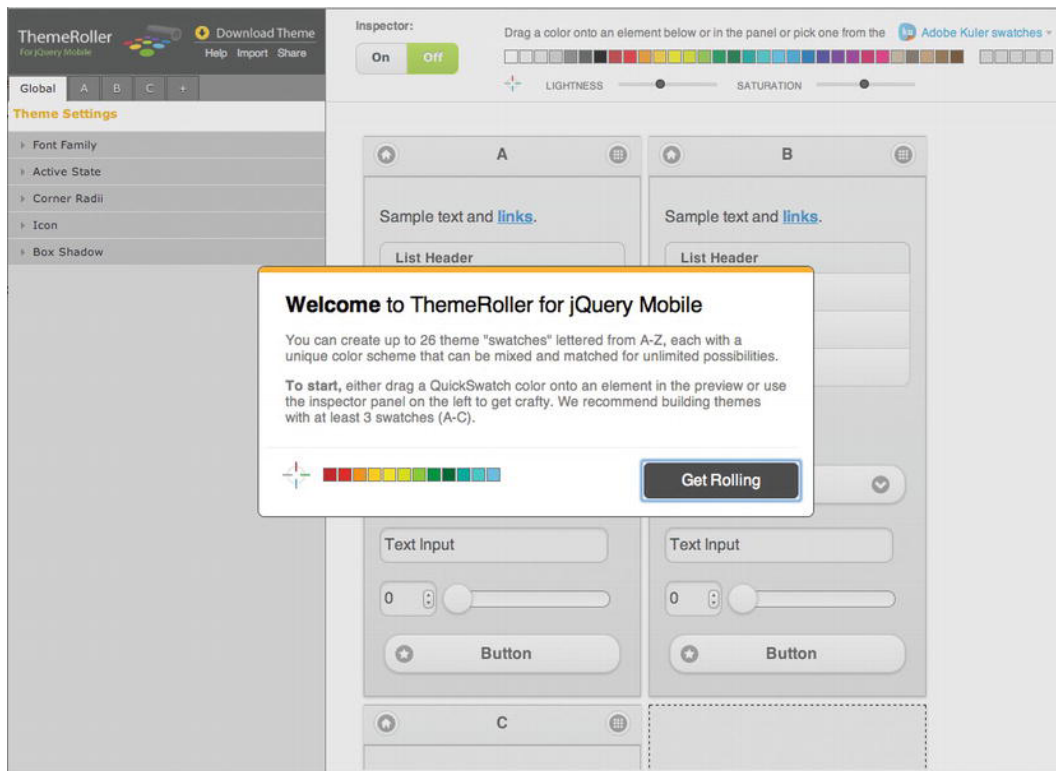 ThemeRoller
For jQuery Mobile
Download Theme
Help Import Share
Global A B C +
Theme Settings
Font Family
Active State
Corner Radii
Icon
Box Shadow
Inspector:
On Off
Drag a color onto an element below or in the panel or pick one from the Adobe Kuler swatches
LIGHTNESS SATURATION
A
Sample text and links.
List Header
B
Sample text and links.
List Header
Welcome to ThemeRoller for jQuery Mobile
You can create up to 26 theme "swatches" lettered from A-Z, each with a
unique color scheme that can be mixed and matched for unlimited possibilities.
To start, either drag a QuickSwatch color onto an element in the preview or use
the inspector panel on the left to get crafty. We recommend building themes
with at least 3 swatches (A-C).
Get Rolling
Text Input
0
Button
Text Input
0
Button
C